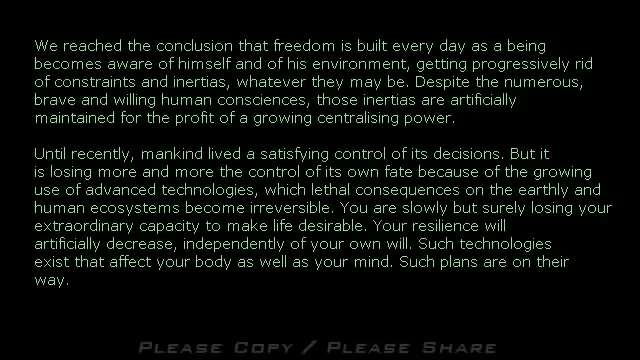 We reached the conclusion that freedom is built every day as a being
becomes aware of himself and of his environment, getting progressively rid
of constraints and inertias, whatever they may be. Despite the numerous,
brave and willing human consciences, those inertias are artificially
maintained for the profit of a growing centralising power.
Until recently, mankind lived a satisfying control of its decisions. But it
is losing more and more the control of its own fate because of the growing
use of advanced technologies, which lethal consequences on the earthly and
human ecosystems become irreversible. You are slowly but surely losing your
extraordinary capacity to make life desirable. Your resilience will
artificially decrease, independently of your own will. Such technologies
exist that affect your body as well as your mind. Such plans are on their
way.
Please Copy / Please Share